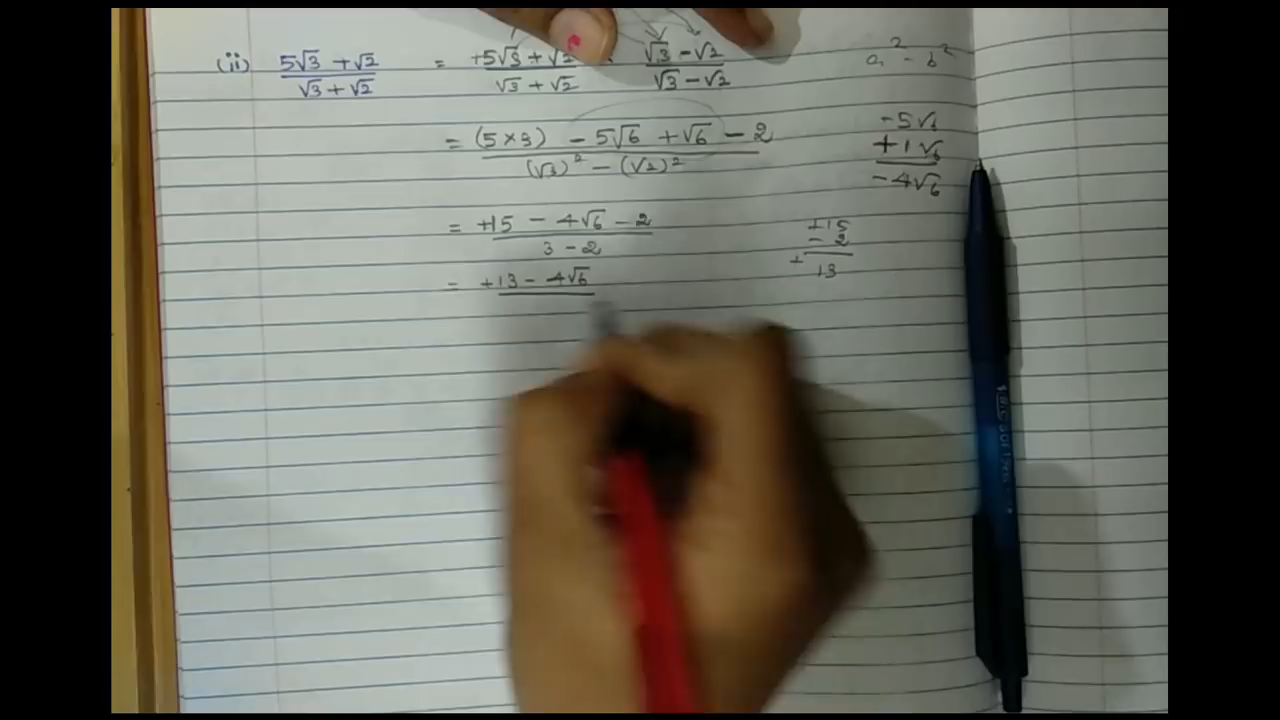 (ii) 5√3 + √2 / √3 + √2 = +5√3 + √2 / √3 + √2 × √3 - √2 / √3 - √2
a² - b²
= (5 × 3) - 5√6 + √6 - 2 / (√3)² - (√2)²
-5√6
+1√6
-4√6
= +15 - 4√6 - 2 / 3 - 2
+15
- 2
+13
= +13 - 4√6